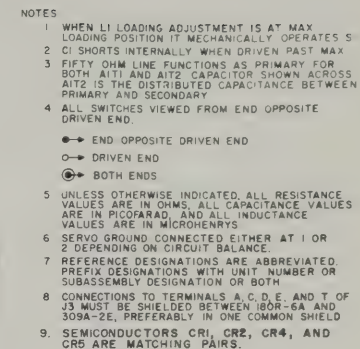 NOTES
1 WHEN L1 LOADING ADJUSTMENT IS AT MAX
LOADING POSITION IT MECHANICALLY OPERATES S
2 C1 SHORTS INTERNALLY WHEN DRIVEN PAST MAX
3 FIFTY OHM LINE FUNCTIONS AS PRIMARY FOR
BOTH A1T1 AND A1T2 CAPACITOR SHOWN ACROSS
A1T2 IS THE DISTRIBUTED CAPACITANCE BETWEEN
PRIMARY AND SECONDARY
4 ALL SWITCHES VIEWED FROM END OPPOSITE
DRIVEN END.
END OPPOSITE DRIVEN END
DRIVEN END
BOTH ENDS
5 UNLESS OTHERWISE INDICATED, ALL RESISTANCE
VALUES ARE IN OHMS, ALL CAPACITANCE VALUES
ARE IN PICOFARAD, AND ALL INDUCTANCE
VALUES ARE IN MICROHENRYS
6 SERVO GROUND CONNECTED EITHER AT 1 OR
2 DEPENDING ON CIRCUIT BALANCE.
7 REFERENCE DESIGNATIONS ARE ABBREVIATED.
PREFIX DESIGNATIONS WITH UNIT NUMBER OR
SUBASSEMBLY DESIGNATION OR BOTH
8 CONNECTIONS TO TERMINALS A, C, D, E, AND T OF
J3 MUST BE SHIELDED BETWEEN 180R-6A AND
309A-2E, PREFERABLY IN ONE COMMON SHIELD
9. SEMICONDUCTORS CR1, CR2, CR4, AND
CR5 ARE MATCHING PAIRS.